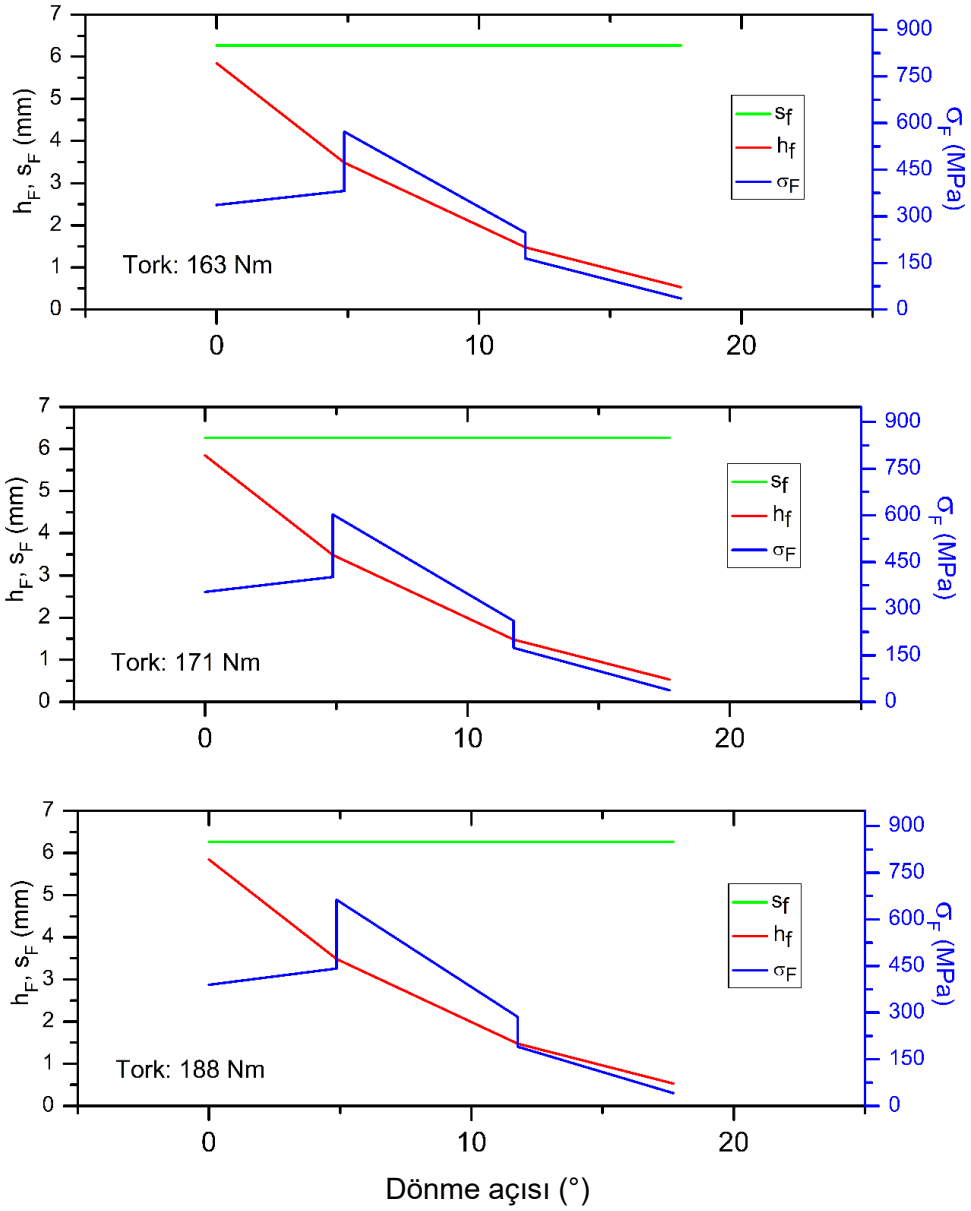 7
6
5
4
3
2
1
0
h_F, s_F (mm)
900
750
600
450
300
150
0
σ_F (MPa)
s_f
h_f
σ_F
Tork: 163 Nm
0
10
20
7
6
5
4
3
2
1
0
h_F, s_F (mm)
900
750
600
450
300
150
0
σ_F (MPa)
s_f
h_f
σ_F
Tork: 171 Nm
0
10
20
7
6
5
4
3
2
1
0
h_F, s_F (mm)
900
750
600
450
300
150
0
σ_F (MPa)
s_f
h_f
σ_F
Tork: 188 Nm
0
10
20
Dönme açısı (°)